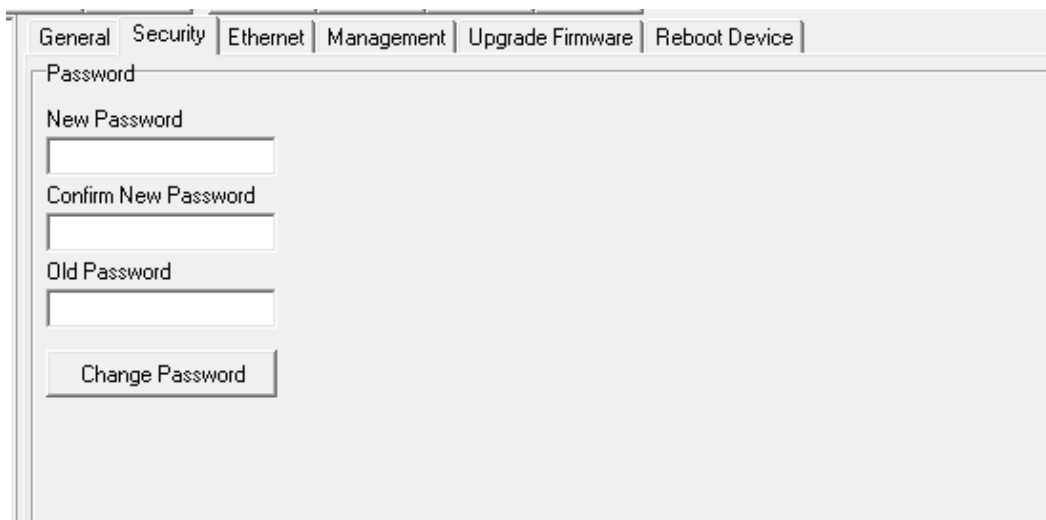 General Security Ethernet Management Upgrade Firmware Reboot Device
Password
New Password
Confirm New Password
Old Password
Change Password